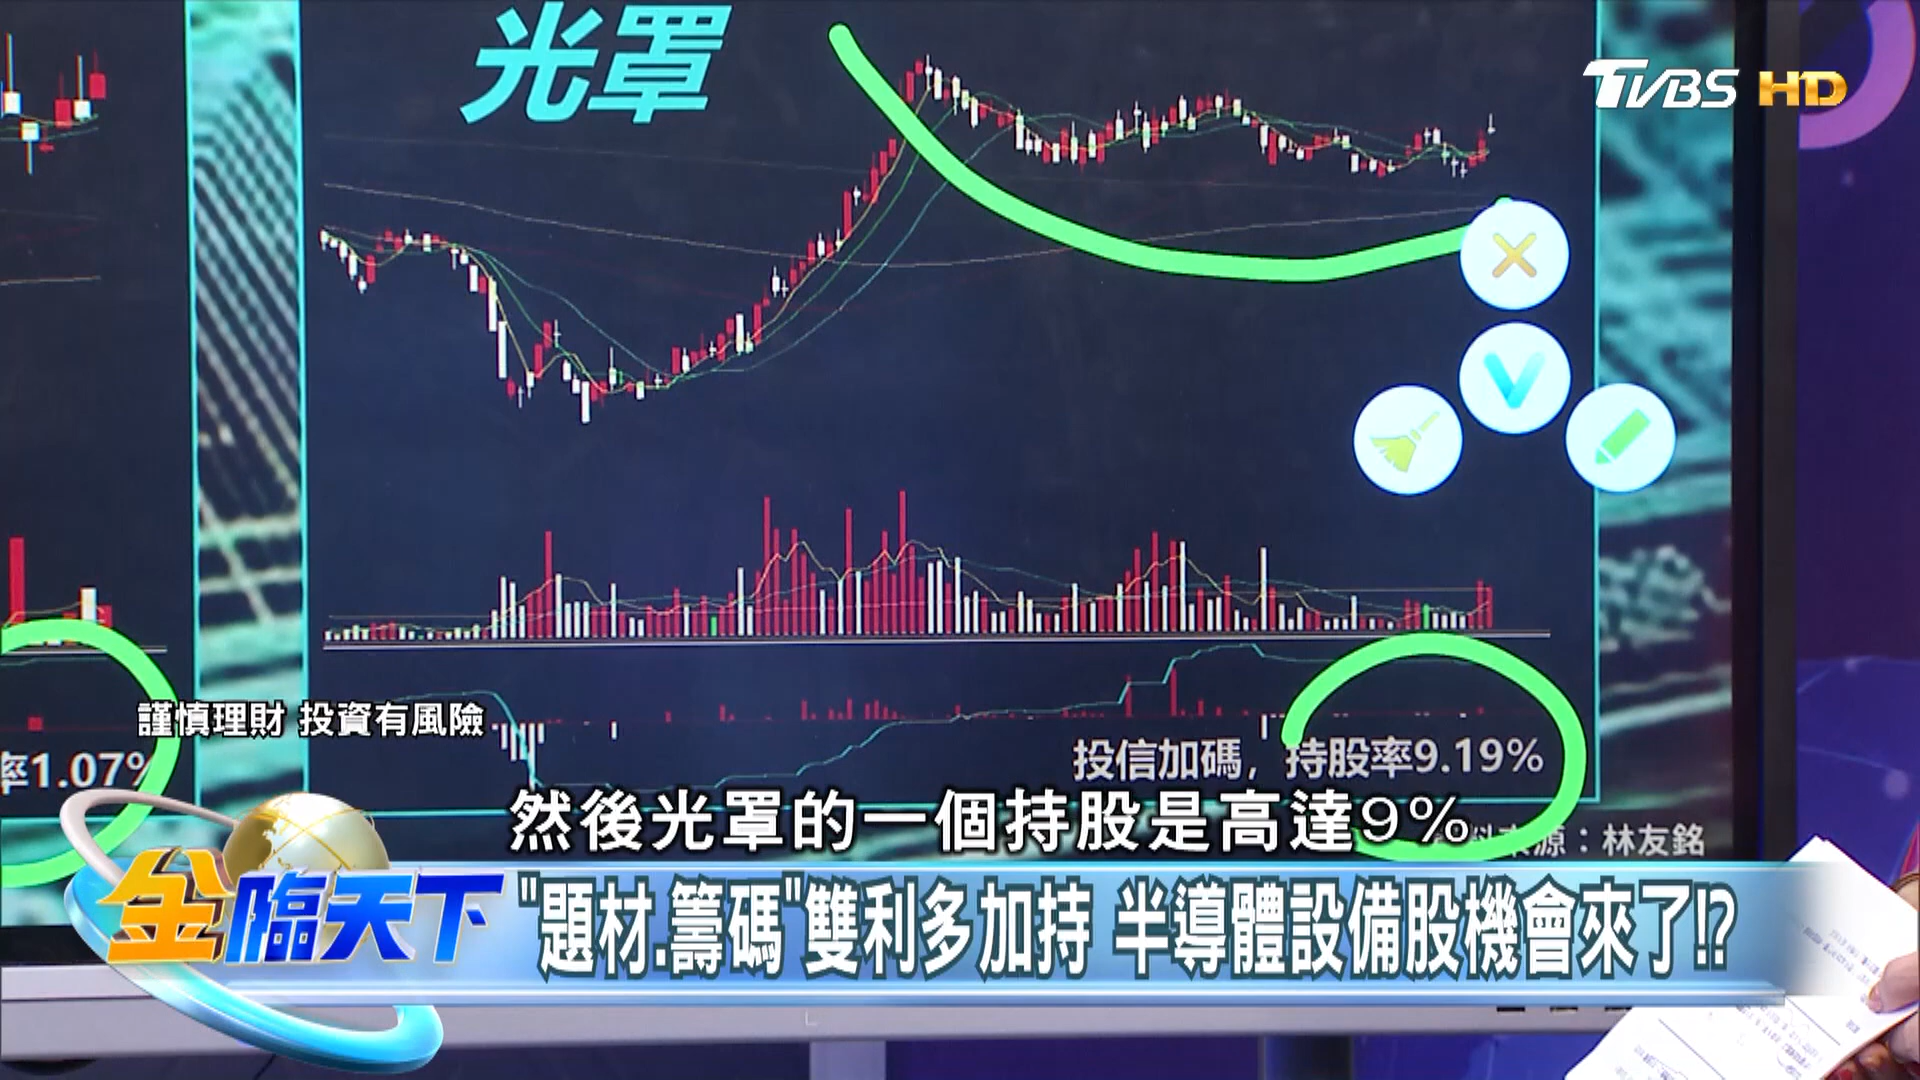 光罩
TVBS HD
謹慎理財 投資有風險
率1.07%
投信加碼，持股率9.19%
然後光罩的一個持股是高達9%
料來源：林友銘
金臨天下
"題材.籌碼"雙利多加持 半導體設備股機會來了!?